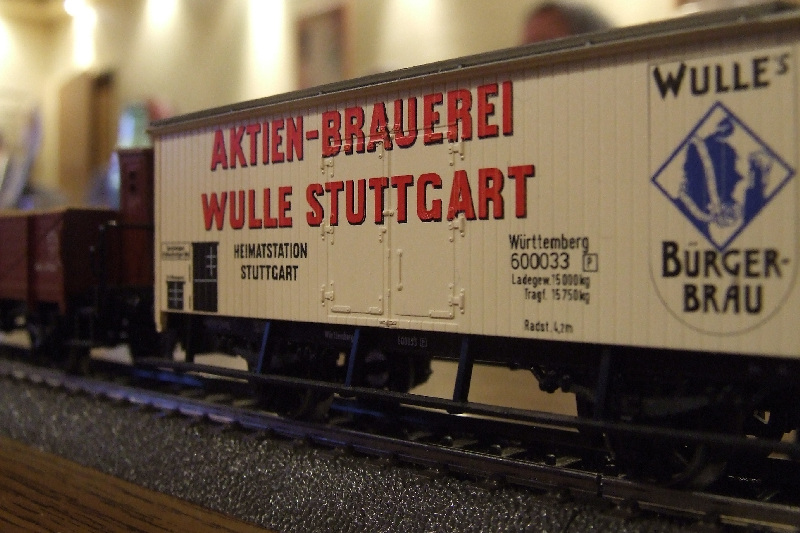 AKTIEN-BRAUEREI
WULLE STUTTGART
HEIMATSTATION
STUTTGART
Württemberg
600033 P
Ladegew. 15000kg
Tragf. 15750kg
Radst. 4,2m
WULLE'S
BÜRGER-
BRÄU